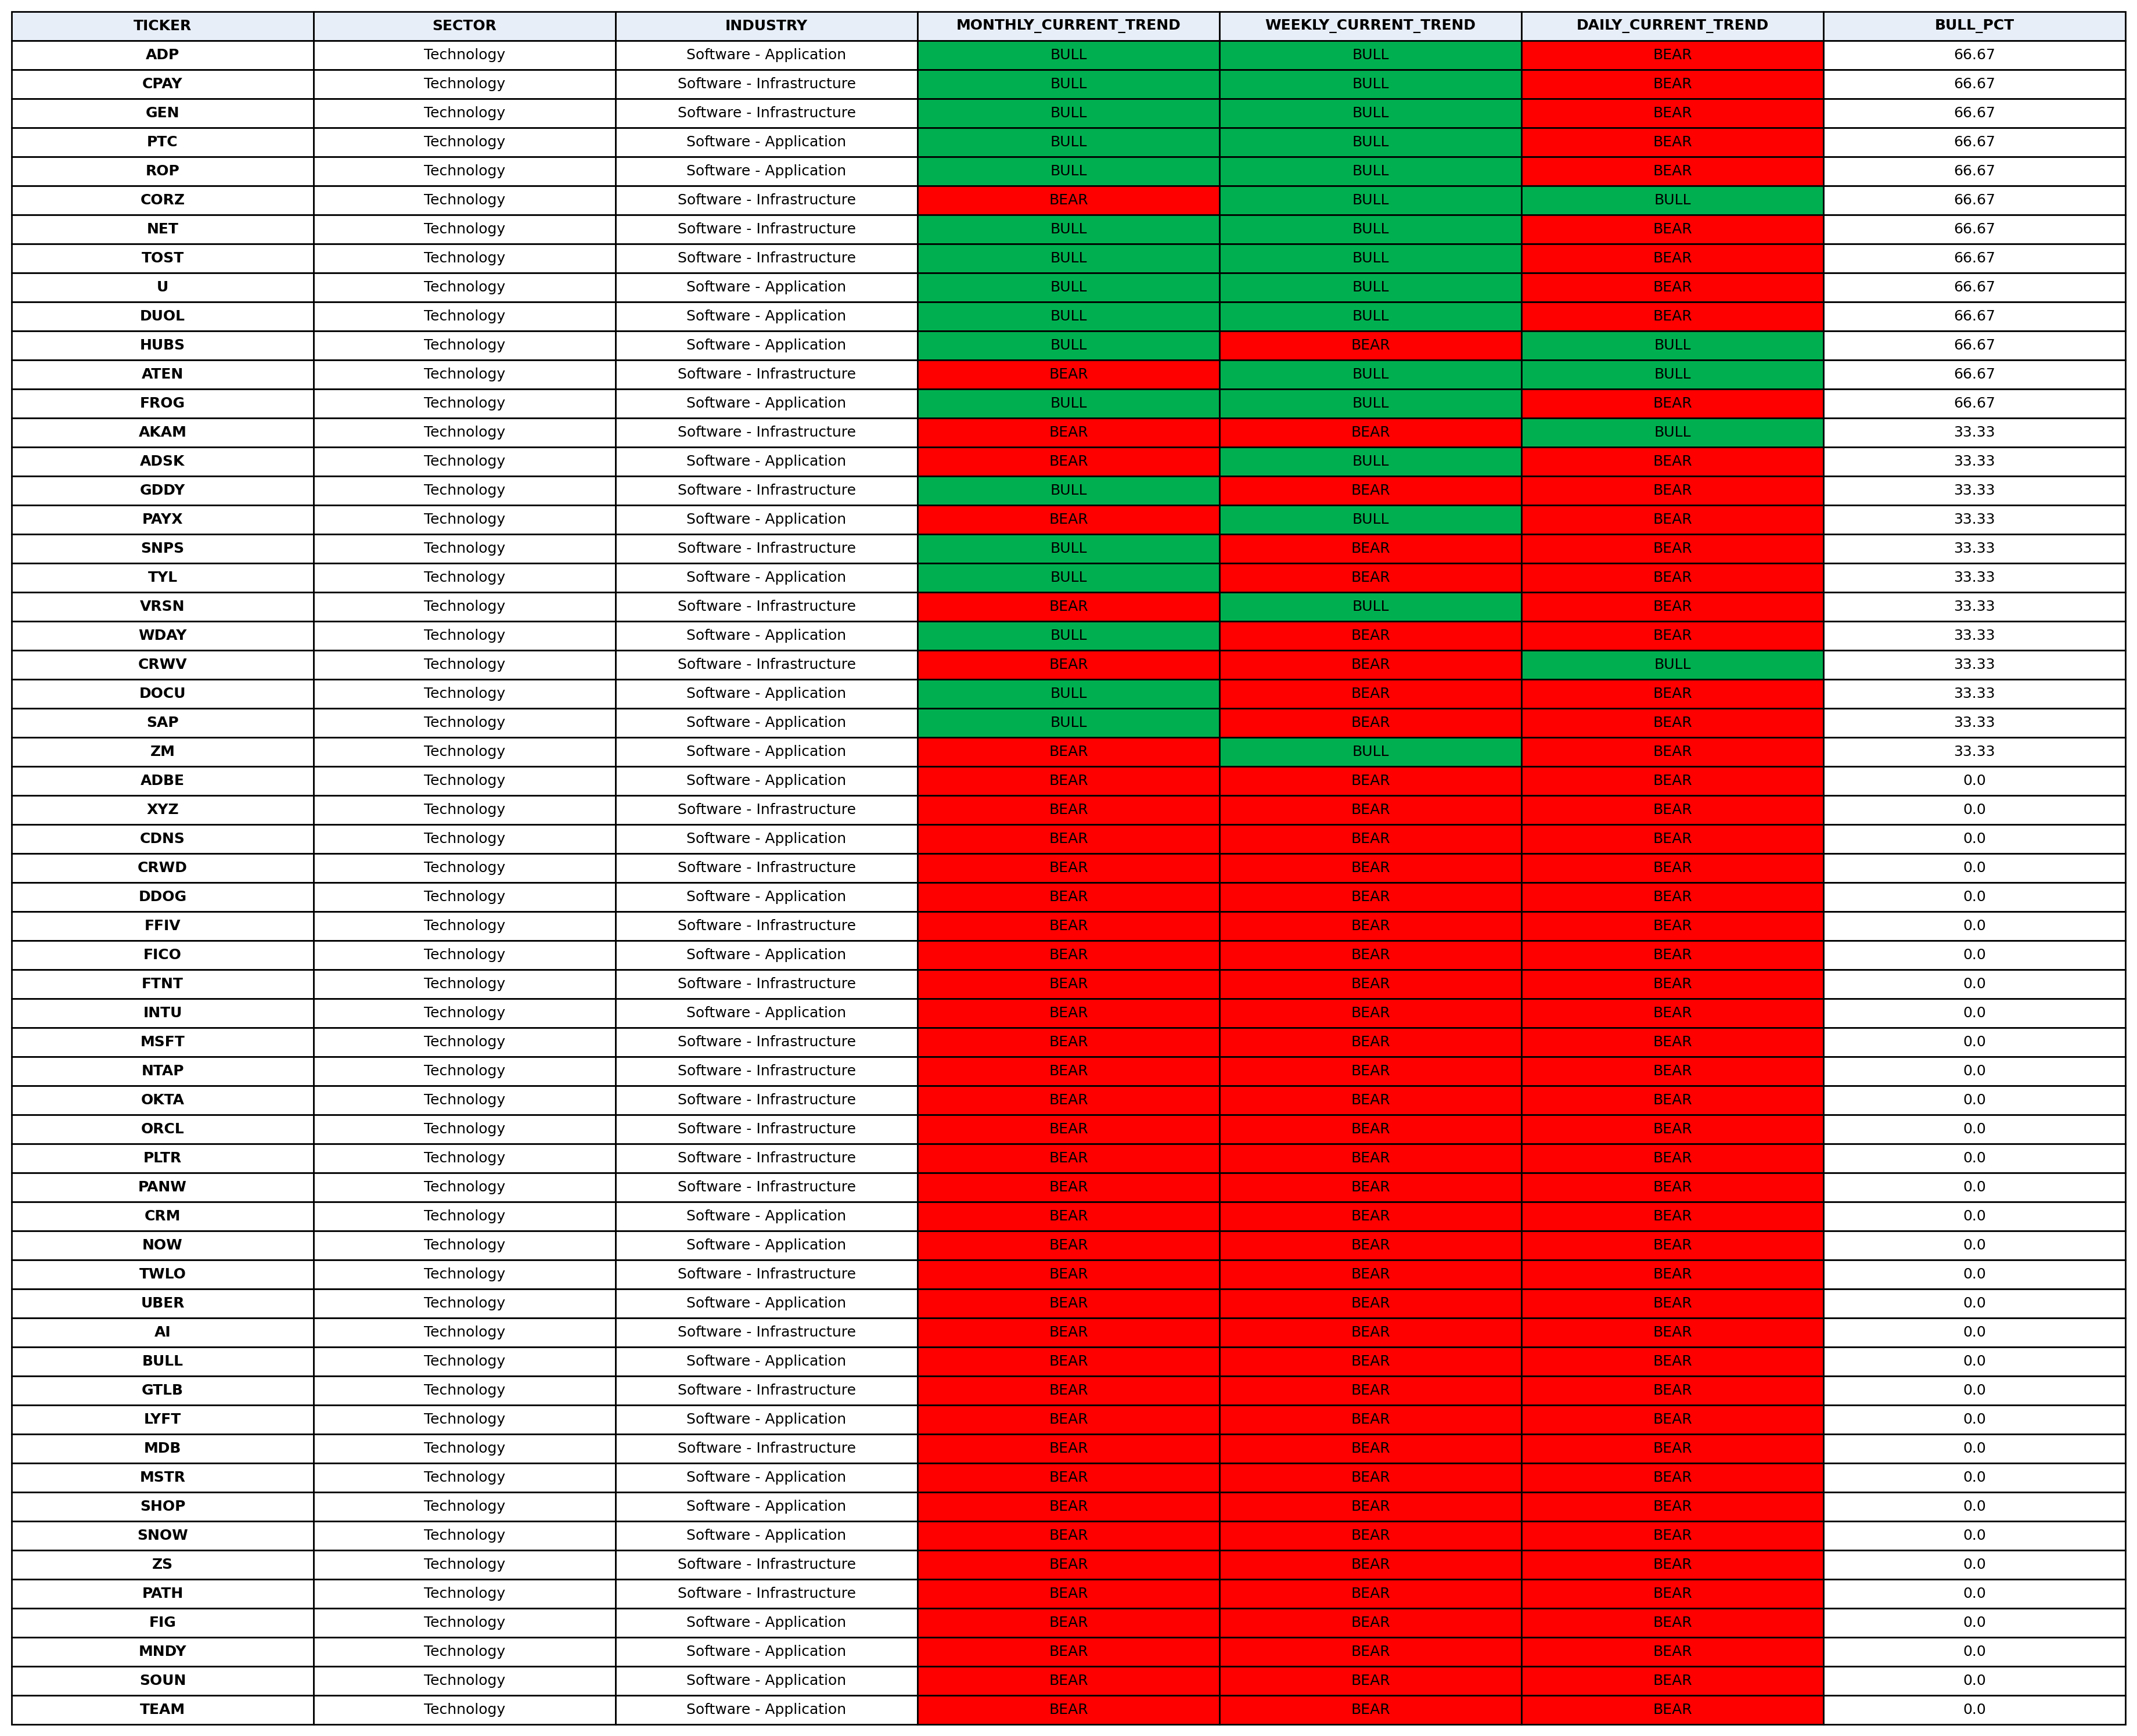 TICKER SECTOR INDUSTRY MONTHLY_CURRENT_TREND WEEKLY_CURRENT_TREND DAILY_CURRENT_TREND BULL_PCT
ADP Technology Software - Application BULL BULL BEAR 66.67
CPAY Technology Software - Infrastructure BULL BULL BEAR 66.67
GEN Technology Software - Infrastructure BULL BULL BEAR 66.67
PTC Technology Software - Application BULL BULL BEAR 66.67
ROP Technology Software - Application BULL BULL BEAR 66.67
CORZ Technology Software - Infrastructure BEAR BULL BULL 66.67
NET Technology Software - Infrastructure BULL BULL BEAR 66.67
TOST Technology Software - Infrastructure BULL BULL BEAR 66.67
U Technology Software - Application BULL BULL BEAR 66.67
DUOL Technology Software - Application BULL BULL BEAR 66.67
HUBS Technology Software - Application BULL BEAR BULL 66.67
ATEN Technology Software - Infrastructure BEAR BULL BULL 66.67
FROG Technology Software - Application BULL BULL BEAR 66.67
AKAM Technology Software - Infrastructure BEAR BEAR BULL 33.33
ADSK Technology Software - Application BEAR BULL BEAR 33.33
GDDY Technology Software - Infrastructure BULL BEAR BEAR 33.33
PAYX Technology Software - Application BEAR BULL BEAR 33.33
SNPS Technology Software - Infrastructure BULL BEAR BEAR 33.33
TYL Technology Software - Application BULL BEAR BEAR 33.33
VRSN Technology Software - Infrastructure BEAR BULL BEAR 33.33
WDAY Technology Software - Application BULL BEAR BEAR 33.33
CRWV Technology Software - Infrastructure BEAR BEAR BULL 33.33
DOCU Technology Software - Application BULL BEAR BEAR 33.33
SAP Technology Software - Application BULL BEAR BEAR 33.33
ZM Technology Software - Application BEAR BULL BEAR 33.33
ADBE Technology Software - Application BEAR BEAR BEAR 0.0
XYZ Technology Software - Infrastructure BEAR BEAR BEAR 0.0
CDNS Technology Software - Application BEAR BEAR BEAR 0.0
CRWD Technology Software - Infrastructure BEAR BEAR BEAR 0.0
DDOG Technology Software - Application BEAR BEAR BEAR 0.0
FFIV Technology Software - Infrastructure BEAR BEAR BEAR 0.0
FICO Technology Software - Application BEAR BEAR BEAR 0.0
FTNT Technology Software - Infrastructure BEAR BEAR BEAR 0.0
INTU Technology Software - Application BEAR BEAR BEAR 0.0
MSFT Technology Software - Infrastructure BEAR BEAR BEAR 0.0
NTAP Technology Software - Infrastructure BEAR BEAR BEAR 0.0
OKTA Technology Software - Infrastructure BEAR BEAR BEAR 0.0
ORCL Technology Software - Infrastructure BEAR BEAR BEAR 0.0
PLTR Technology Software - Infrastructure BEAR BEAR BEAR 0.0
PANW Technology Software - Infrastructure BEAR BEAR BEAR 0.0
CRM Technology Software - Application BEAR BEAR BEAR 0.0
NOW Technology Software - Application BEAR BEAR BEAR 0.0
TWLO Technology Software - Infrastructure BEAR BEAR BEAR 0.0
UBER Technology Software - Application BEAR BEAR BEAR 0.0
AI Technology Software - Infrastructure BEAR BEAR BEAR 0.0
BULL Technology Software - Application BEAR BEAR BEAR 0.0
GTLB Technology Software - Infrastructure BEAR BEAR BEAR 0.0
LYFT Technology Software - Application BEAR BEAR BEAR 0.0
MDB Technology Software - Infrastructure BEAR BEAR BEAR 0.0
MSTR Technology Software - Application BEAR BEAR BEAR 0.0
SHOP Technology Software - Application BEAR BEAR BEAR 0.0
SNOW Technology Software - Application BEAR BEAR BEAR 0.0
ZS Technology Software - Infrastructure BEAR BEAR BEAR 0.0
PATH Technology Software - Infrastructure BEAR BEAR BEAR 0.0
FIG Technology Software - Application BEAR BEAR BEAR 0.0
MNDY Technology Software - Application BEAR BEAR BEAR 0.0
SOUN Technology Software - Application BEAR BEAR BEAR 0.0
TEAM Technology Software - Application BEAR BEAR BEAR 0.0